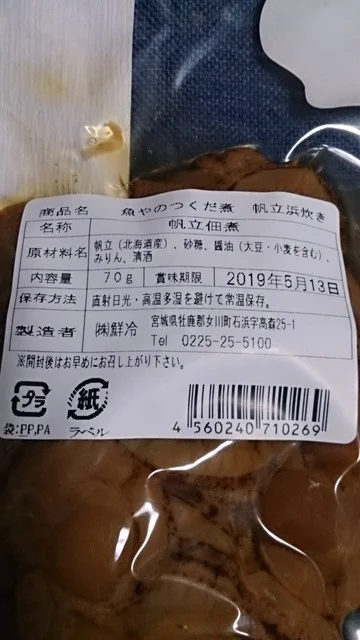 商品名 魚やのつくだ煮 帆立浜炊き
名称 帆立佃煮
原材料名 帆立（北海道産）、砂糖、醤油（大豆・小麦を含む）、
みりん、清酒
内容量 70g 賞味期限 2019年5月13日
保存方法 直射日光・高温多湿を避けて常温保存。
製造者 ㈱鮮冷 宮城県牡鹿郡女川町石浜字高森25-1
Tel 0225-25-5100
※開封後はお早めにお召し上がり下さい。
プラ 紙
袋:PP,PA ラベル
4 560240 710269